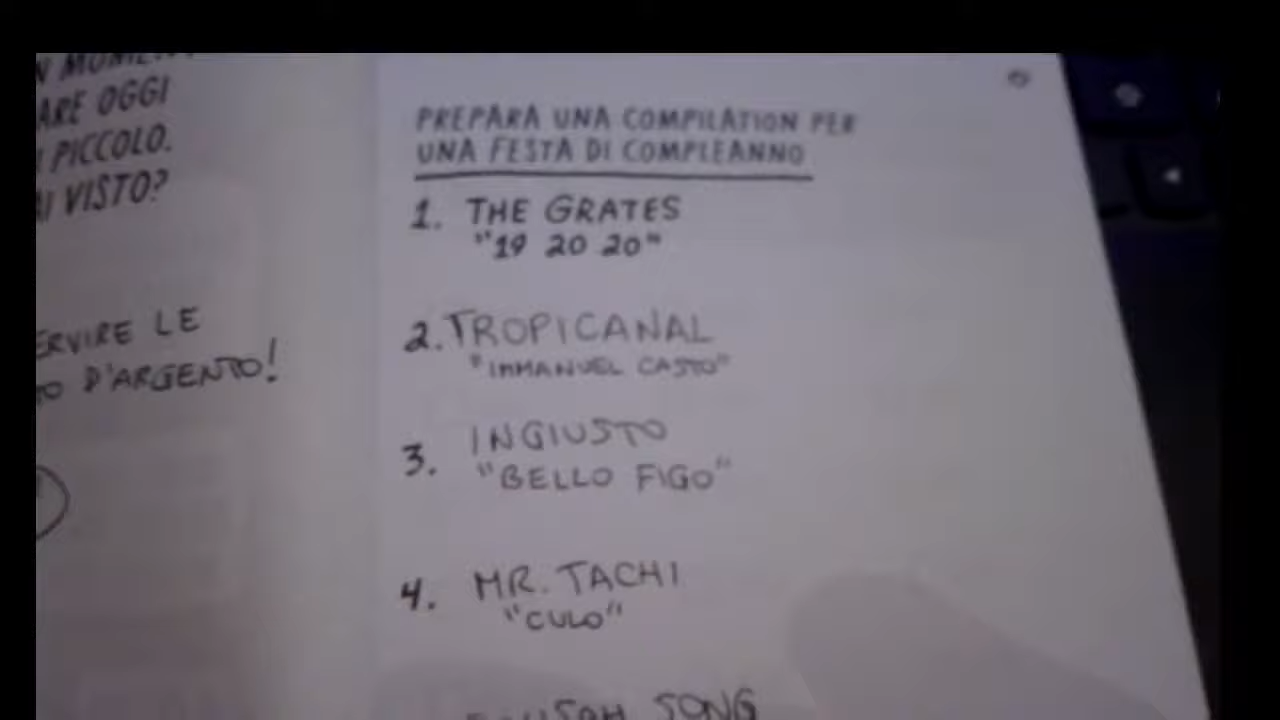 ARE OGGI
PICCOLO.
VISTO?
ERVIRE LE
D'ARGENTO!
PREPARA UNA COMPILATION PER
UNA FESTA DI COMPLEANNO
1. THE GRATES
"19 20 20"
2. TROPICANAL
"IMMANUEL CASTO"
3. INGIUSTO
"BELLO FIGO"
4. MR. TACHI
"CULO"
SONG